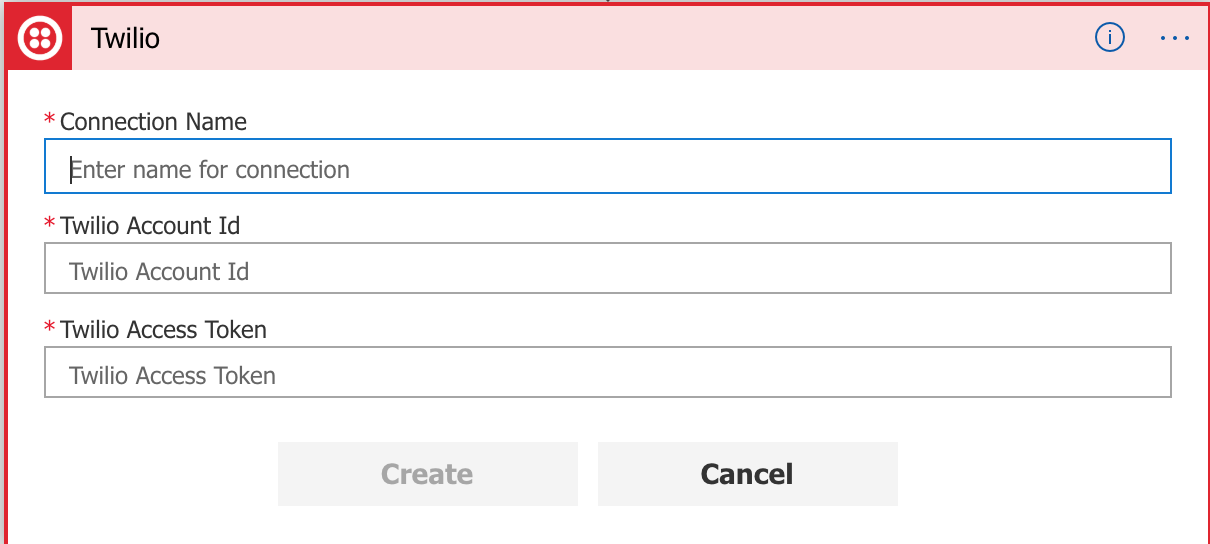 Twilio
* Connection Name
Enter name for connection
* Twilio Account Id
Twilio Account Id
* Twilio Access Token
Twilio Access Token
Create
Cancel